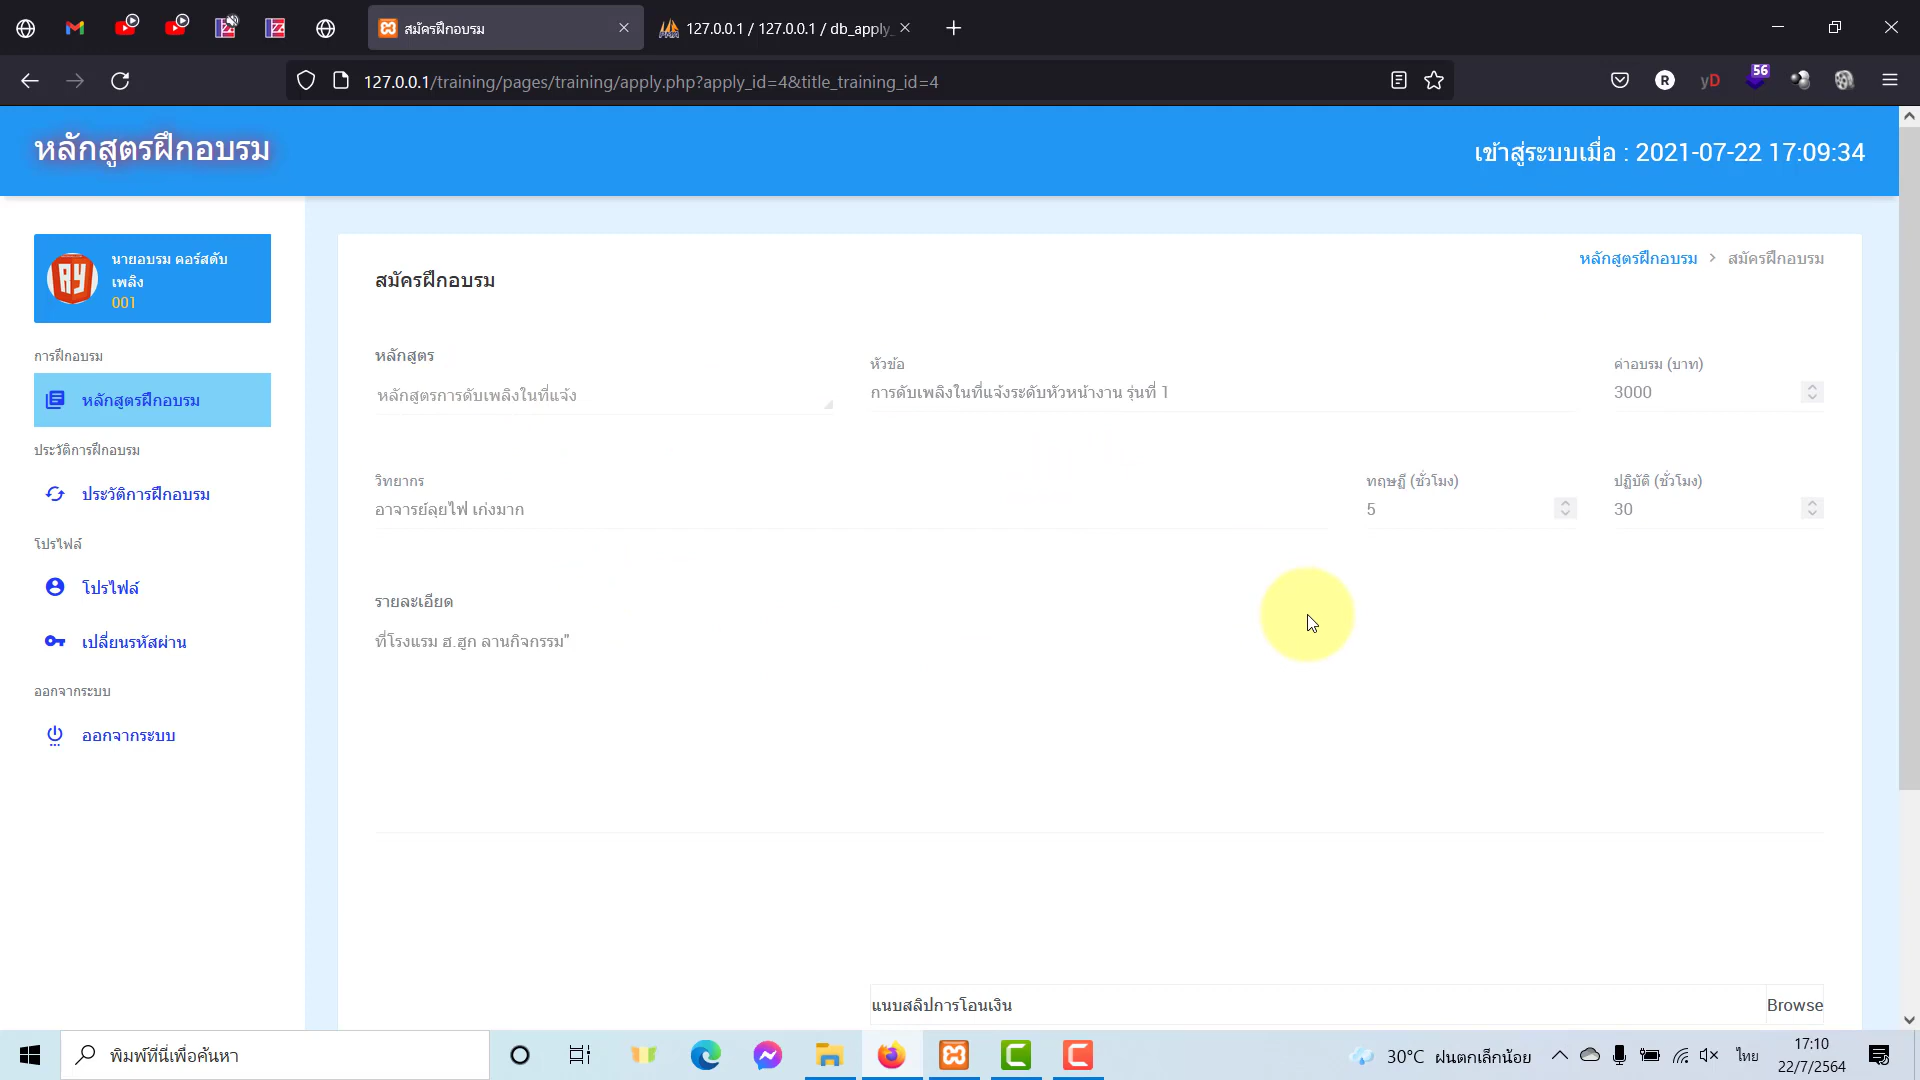 สมัครฝึกอบรม
127.0.0.1 / 127.0.0.1 / db_apply
127.0.0.1/training/pages/training/apply.php?apply_id=4&title_training_id=4
R
yD
56
หลักสูตรฝึกอบรม
เข้าสู่ระบบเมื่อ : 2021-07-22 17:09:34
นายอบรม คอร์สดับ
เพลิง
001
การฝึกอบรม
หลักสูตรฝึกอบรม
ประวัติการฝึกอบรม
ประวัติการฝึกอบรม
โปรไฟล์
โปรไฟล์
เปลี่ยนรหัสผ่าน
ออกจากระบบ
ออกจากระบบ
หลักสูตรฝึกอบรม > สมัครฝึกอบรม
สมัครฝึกอบรม
หลักสูตร
หลักสูตรการดับเพลิงในที่แจ้ง
หัวข้อ
การดับเพลิงในที่แจ้งระดับหัวหน้างาน รุ่นที่ 1
ค่าอบรม (บาท)
3000
วิทยากร
อาจารย์ลุยไฟ เก่งมาก
ทฤษฏี (ชั่วโมง)
5
ปฏิบัติ (ชั่วโมง)
30
รายละเอียด
ที่โรงแรม ฮ.ฮูก ลานกิจกรรม"
แนบสลิปการโอนเงิน
Browse
พิมพ์ที่นี่เพื่อค้นหา
30°C ฝนตกเล็กน้อย
ไทย
17:10
22/7/2564